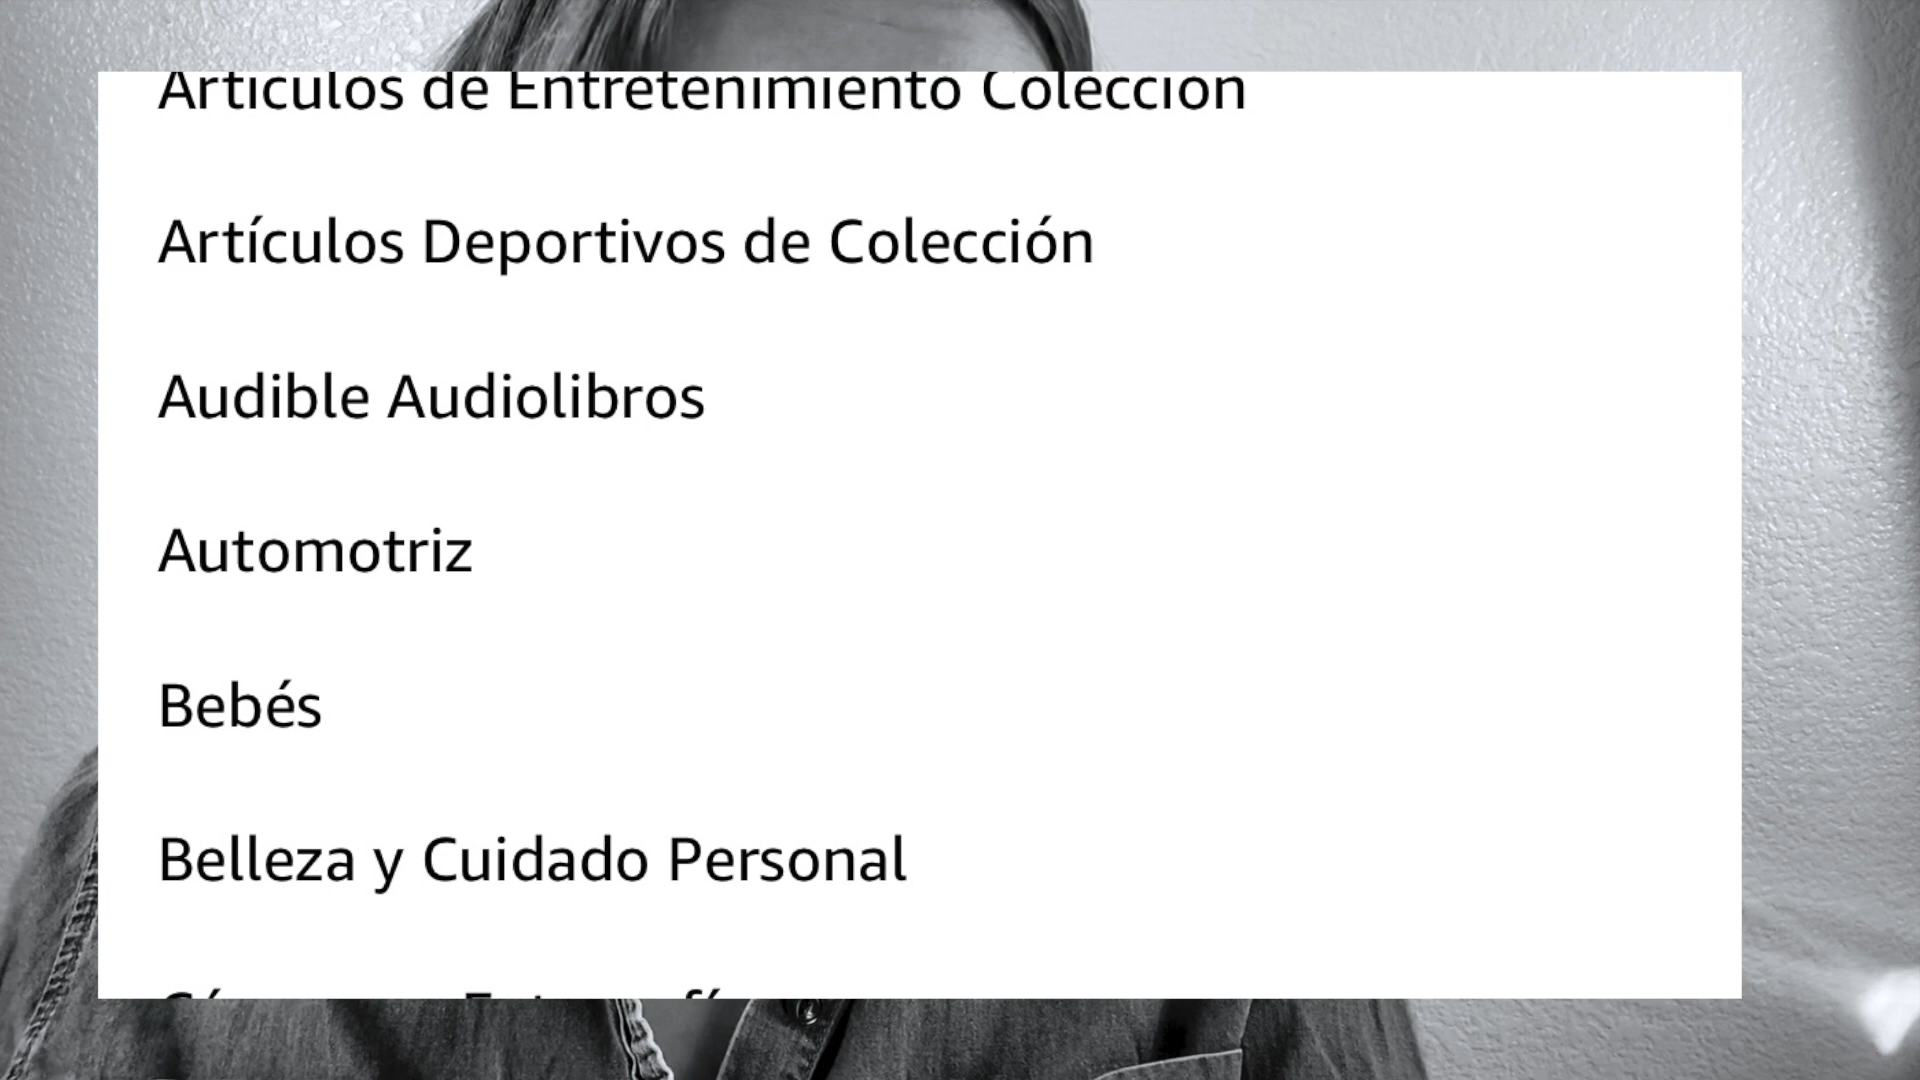 Artículos de Entretenimiento Colección
Artículos Deportivos de Colección
Audible Audiolibros
Automotriz
Bebés
Belleza y Cuidado Personal